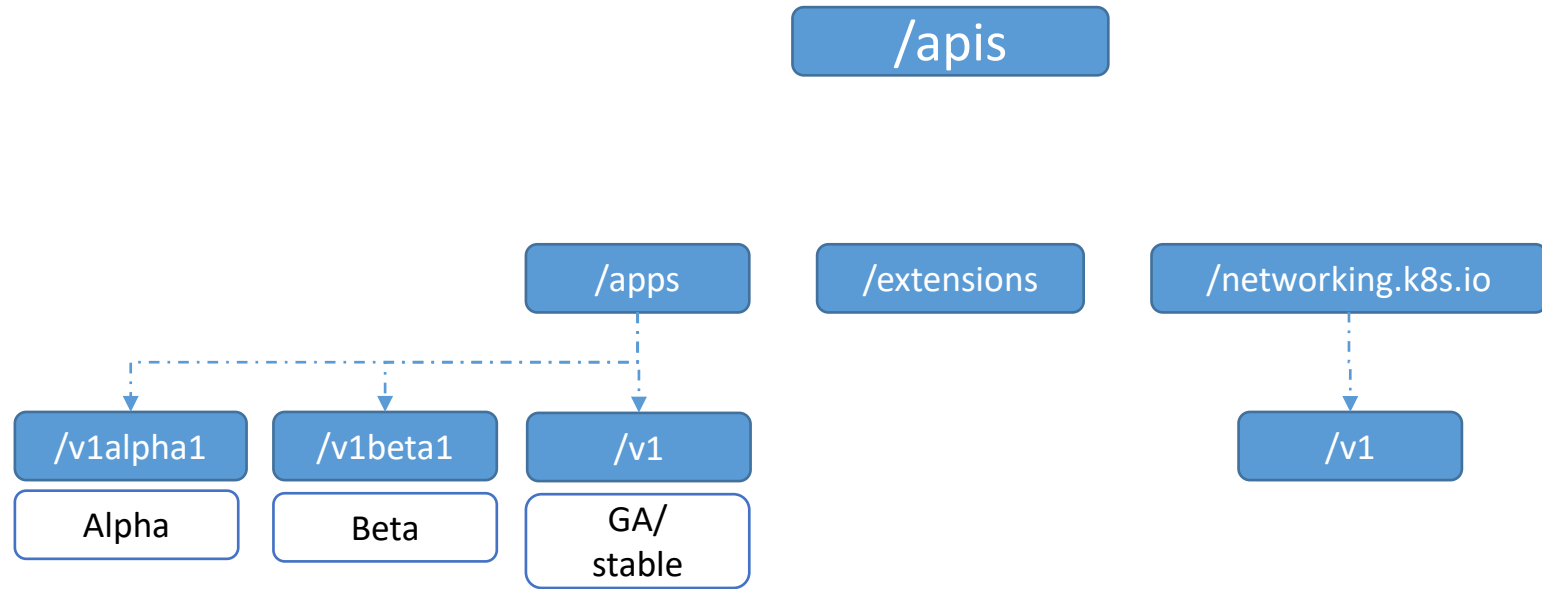 /apis
/apps
/extensions
/networking.k8s.io
/v1alpha1
/v1beta1
/v1
/v1
Alpha
Beta
GA/
stable